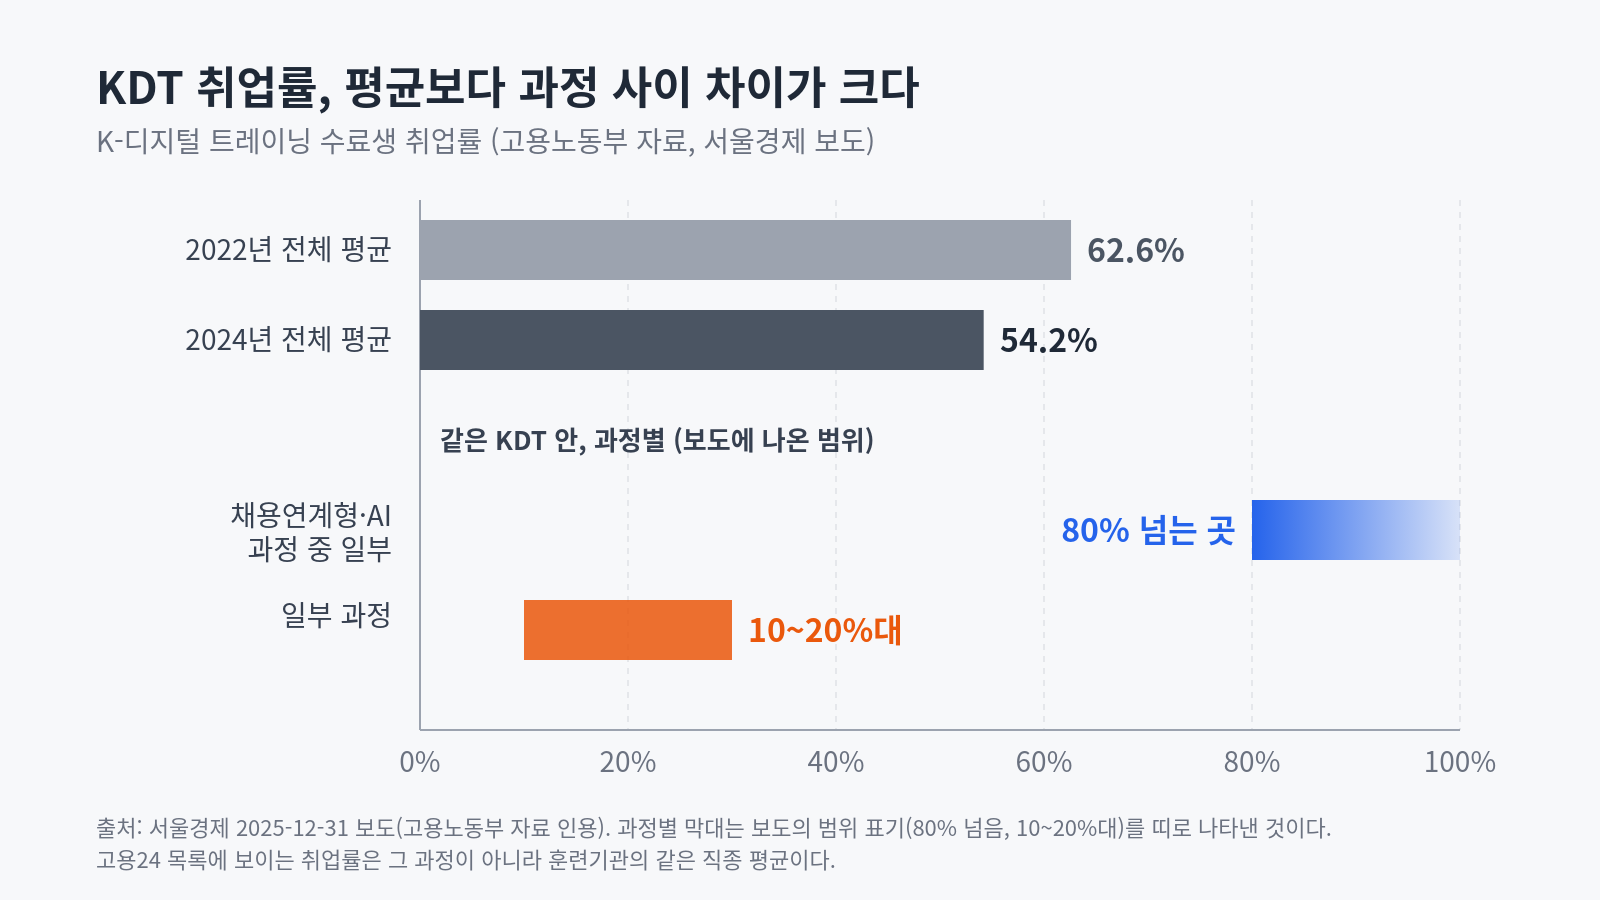 KDT 취업률, 평균보다 과정 사이 차이가 크다
K-디지털 트레이닝 수료생 취업률 (고용노동부 자료, 서울경제 보도)
2022년 전체 평균
62.6%
2024년 전체 평균
54.2%
같은 KDT 안, 과정별 (보도에 나온 범위)
채용연계형·AI
과정 중 일부
80% 넘는 곳
일부 과정
10~20%대
0%
20%
40%
60%
80%
100%
출처: 서울경제 2025-12-31 보도(고용노동부 자료 인용). 과정별 막대는 보도의 범위 표기(80% 넘음, 10~20%대)를 띠로 나타낸 것이다.
고용24 목록에 보이는 취업률은 그 과정이 아니라 훈련기관의 같은 직종 평균이다.